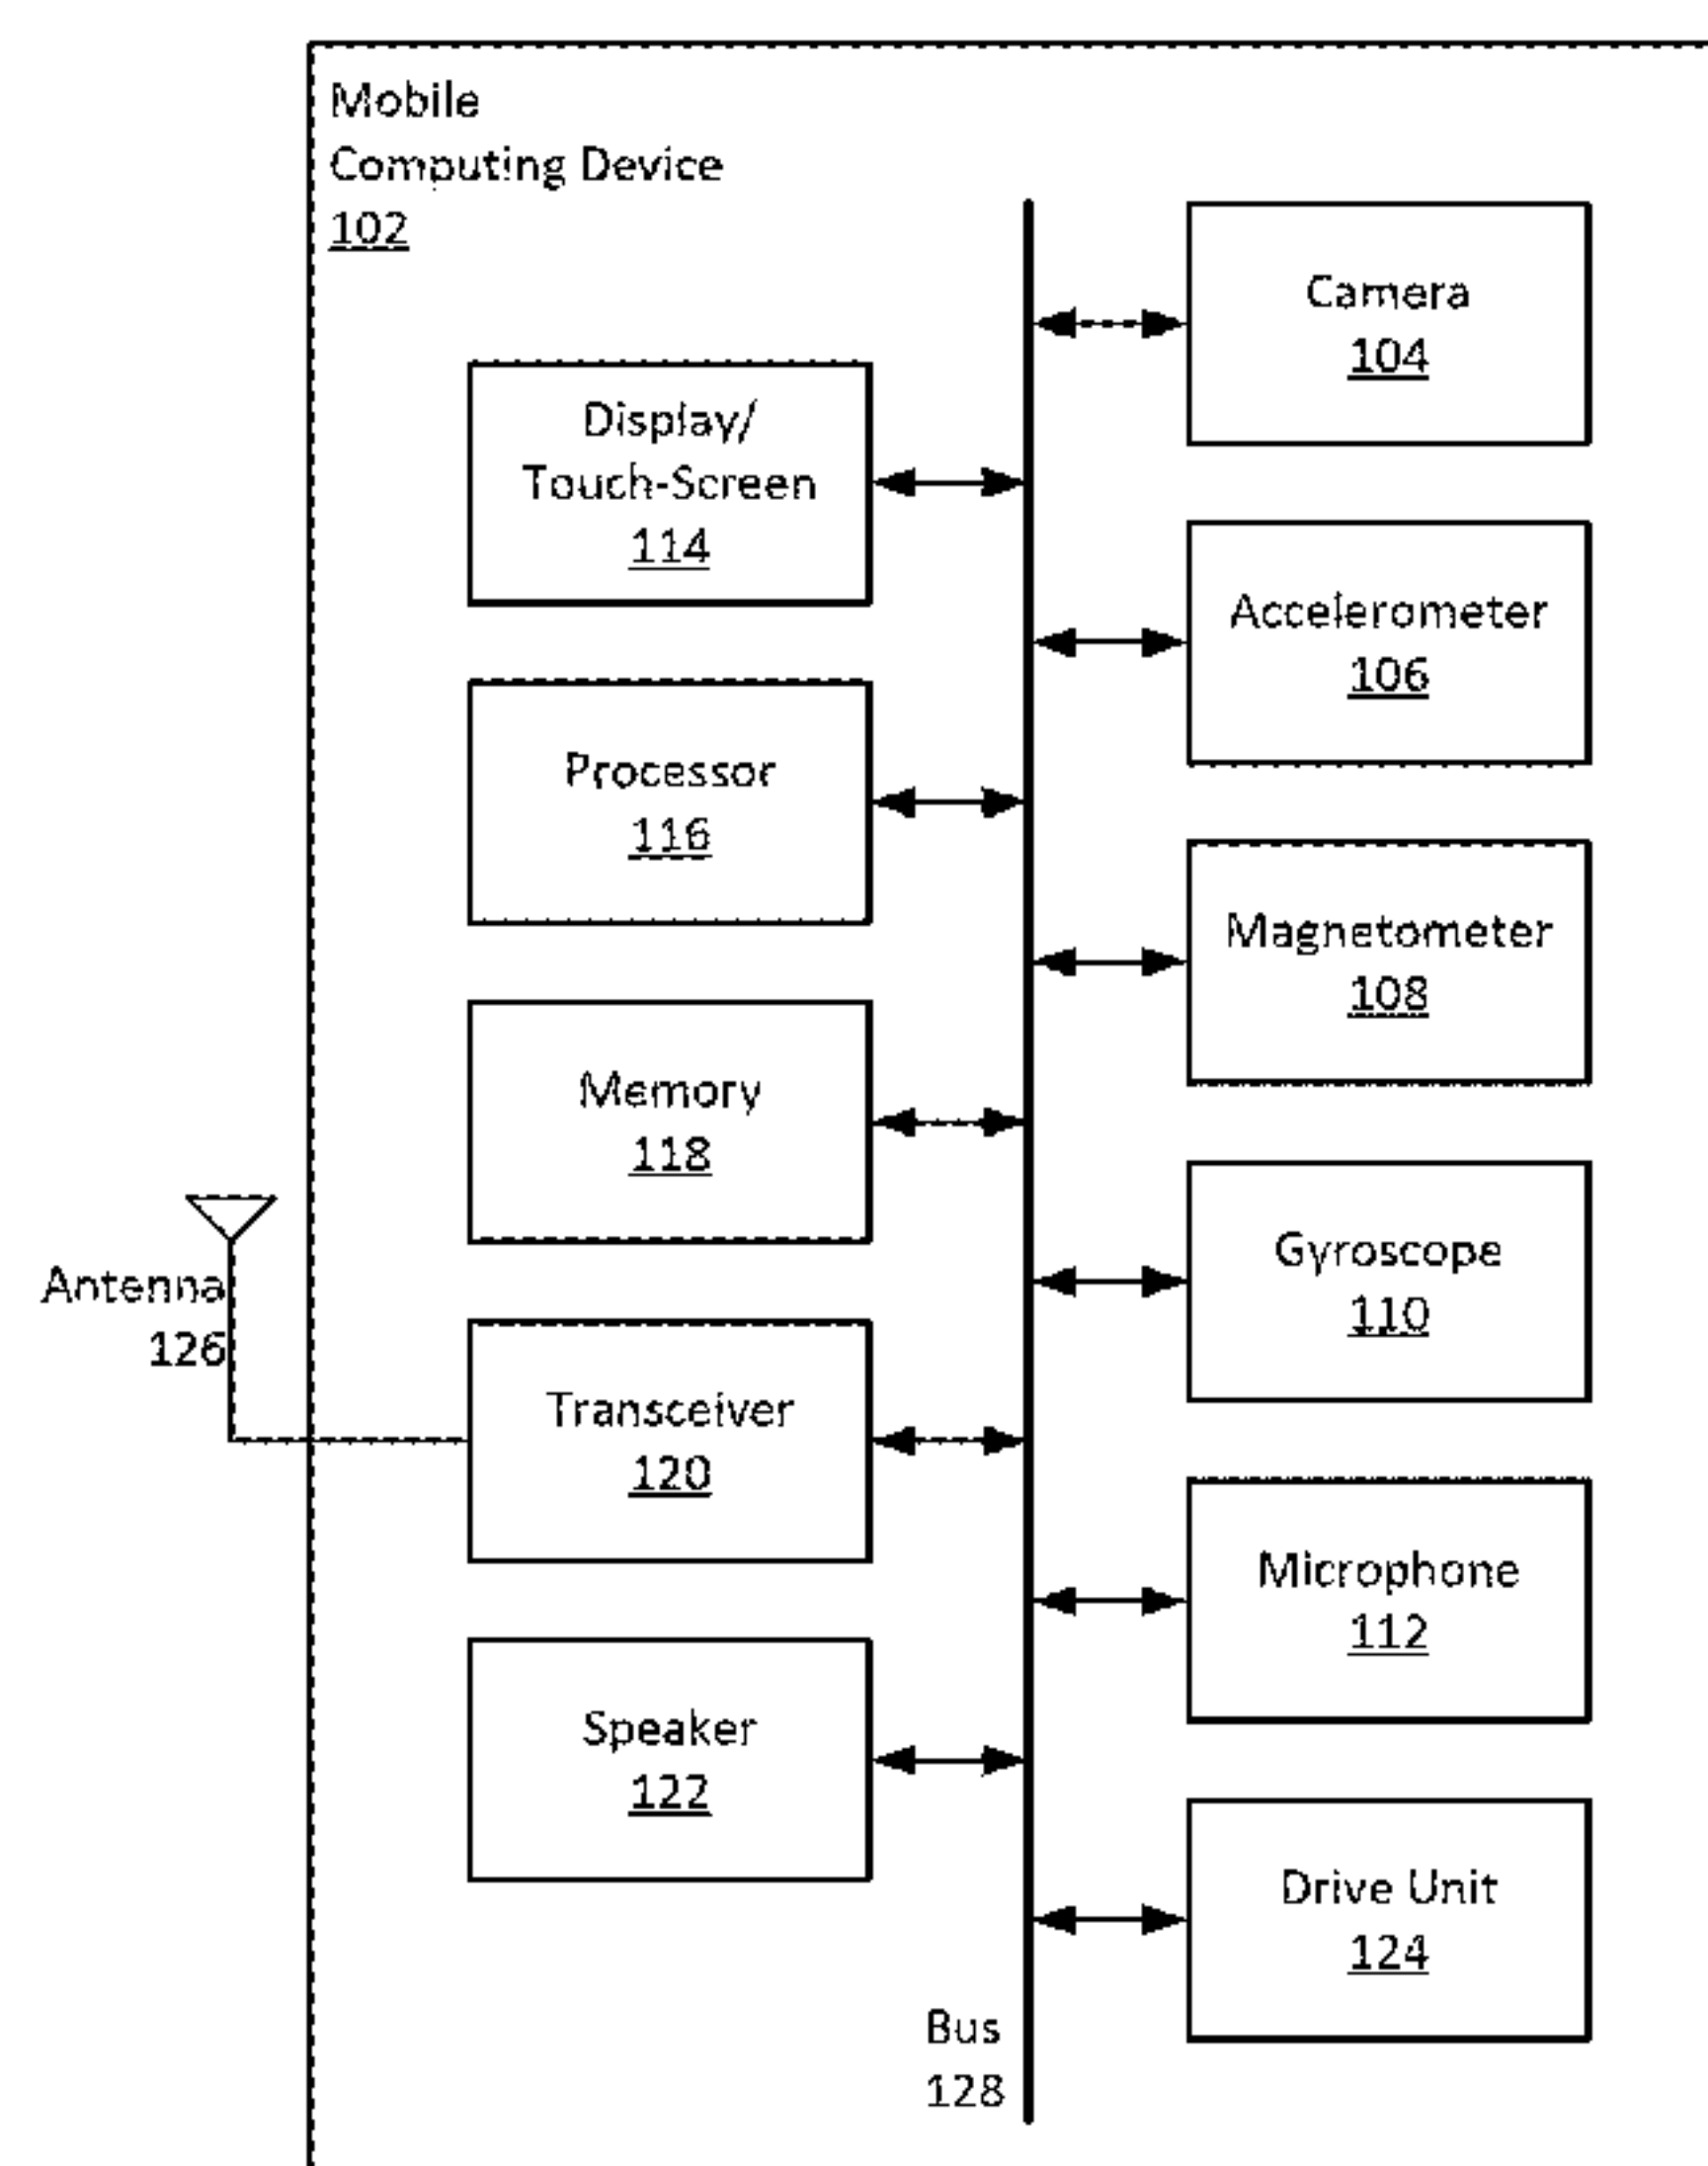 Mobile
Computing Device
102
Camera
104
Display/
Touch-Screen
114
Accelerometer
106
Processor
116
Magnetometer
108
Memory
118
Gyroscope
110
Antenna
126
Transceiver
120
Microphone
112
Speaker
122
Drive Unit
124
Bus
128